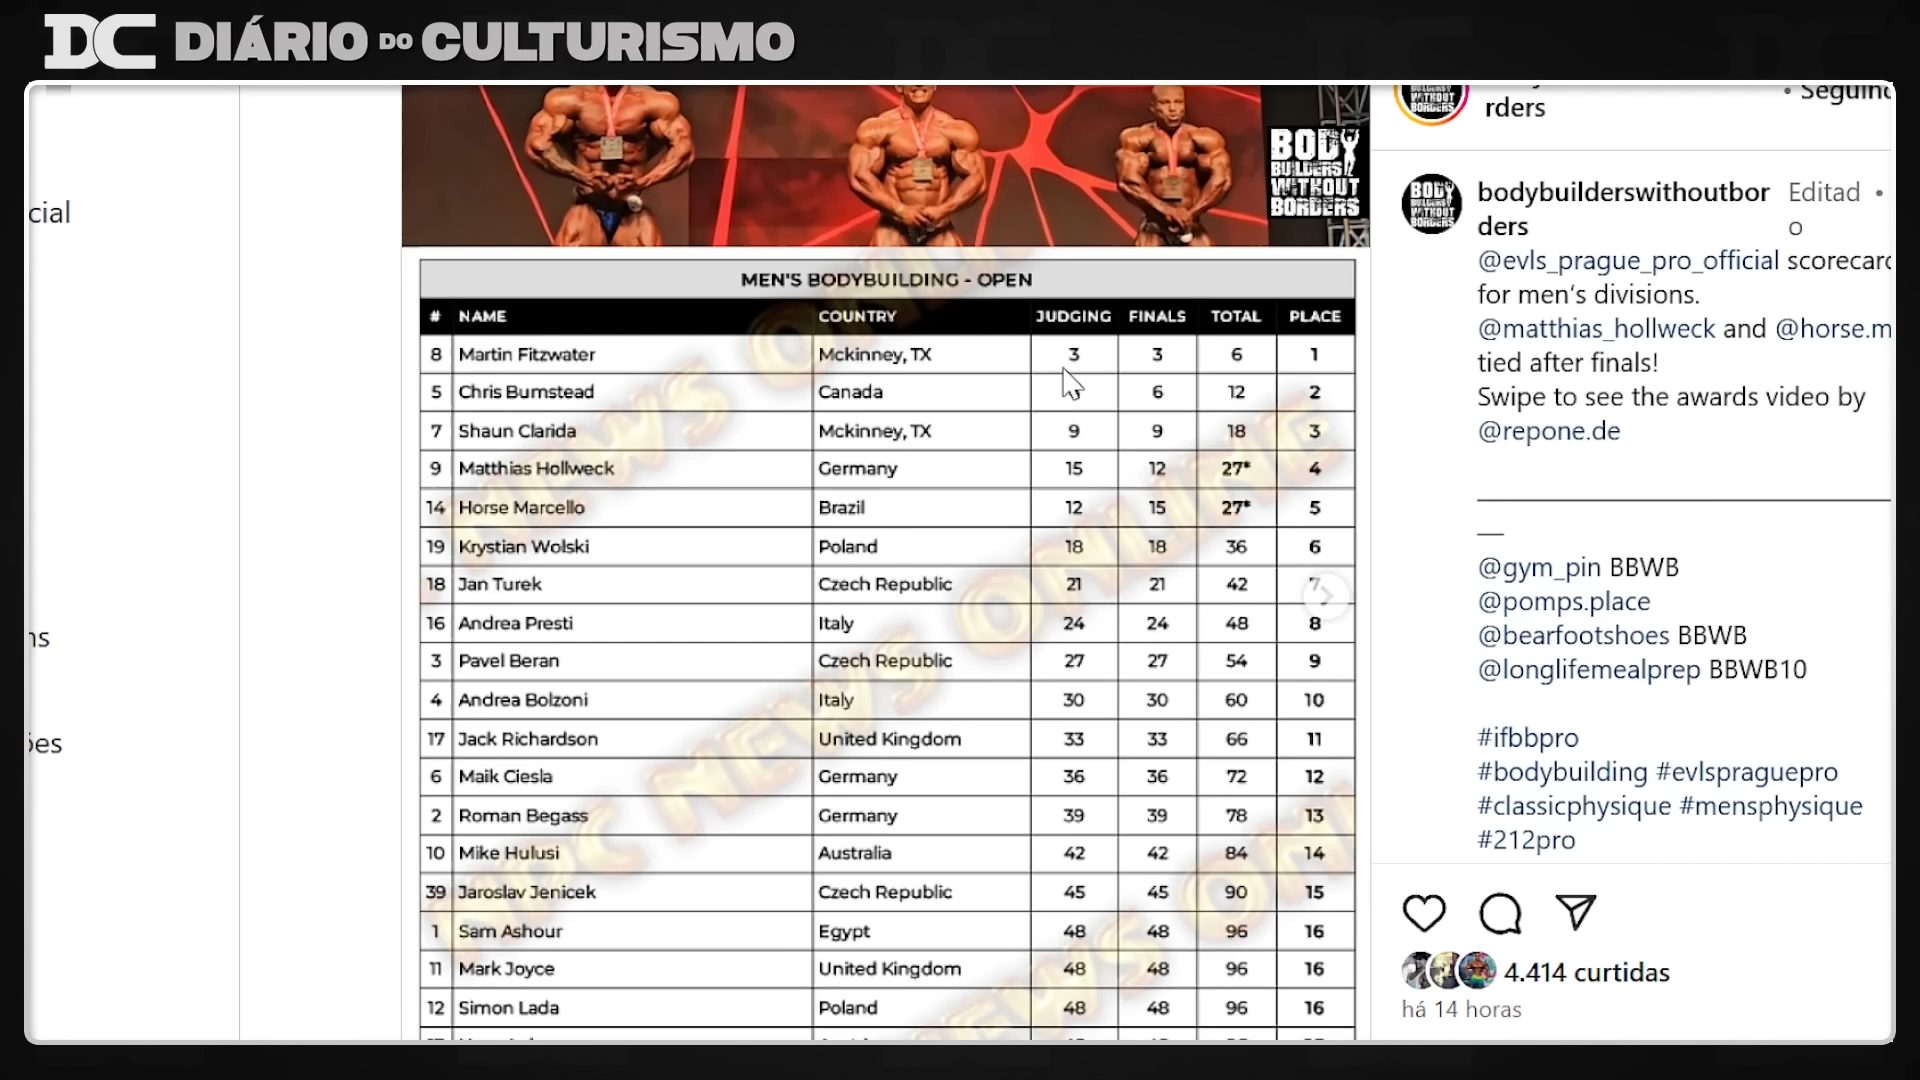 DC DIÁRIO DO CULTURISMO
cial
ns
ões
BODY
BUILDERS
WITHOUT
BORDERS
MEN'S BODYBUILDING - OPEN
# NAME COUNTRY JUDGING FINALS TOTAL PLACE
8 Martin Fitzwater Mckinney, TX 3 3 6 1
5 Chris Bumstead Canada 6 12 2
7 Shaun Clarida Mckinney, TX 9 9 18 3
9 Matthias Hollweck Germany 15 12 27* 4
14 Horse Marcello Brazil 12 15 27* 5
19 Krystian Wolski Poland 18 18 36 6
18 Jan Turek Czech Republic 21 21 42 7
16 Andrea Presti Italy 24 24 48 8
3 Pavel Beran Czech Republic 27 27 54 9
4 Andrea Bolzoni Italy 30 30 60 10
17 Jack Richardson United Kingdom 33 33 66 11
6 Maik Ciesla Germany 36 36 72 12
2 Roman Begass Germany 39 39 78 13
10 Mike Hulusi Australia 42 42 84 14
39 Jaroslav Jenicek Czech Republic 45 45 90 15
1 Sam Ashour Egypt 48 48 96 16
11 Mark Joyce United Kingdom 48 48 96 16
12 Simon Lada Poland 48 48 96 16
NPC NEWS ONLINE
rders • Seguind
bodybuilderswithoutbor Editad •
ders o
@evls_prague_pro_official scorecard
for men's divisions.
@matthias_hollweck and @horse.m
tied after finals!
Swipe to see the awards video by
@repone.de
@gym_pin BBWB
@pomps.place
@bearfootshoes BBWB
@longlifemealprep BBWB10
#ifbbpro
#bodybuilding #evlspraguepro
#classicphysique #mensphysique
#212pro
4.414 curtidas
há 14 horas